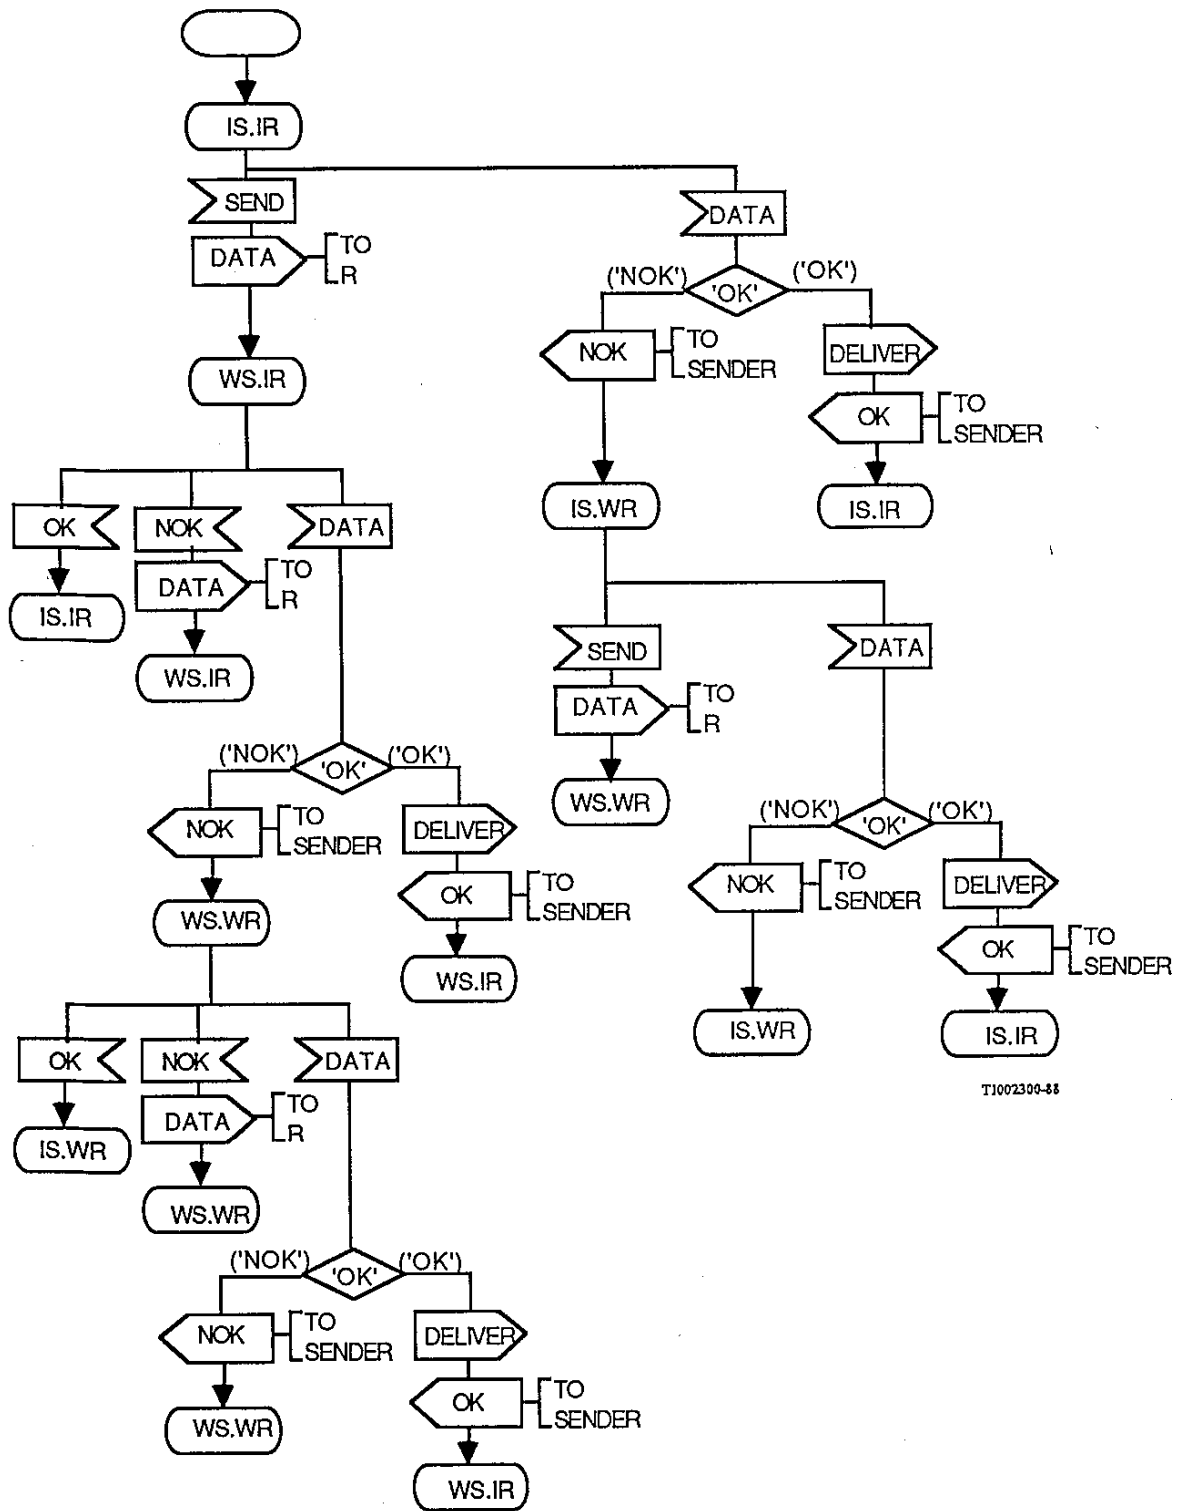 IS.IR
SEND
DATA
DATA
TO
R
('NOK')
'OK'
('OK')
NOK
TO
SENDER
DELIVER
WS.IR
OK
TO
SENDER
IS.WR
IS.IR
OK
NOK
DATA
DATA
TO
R
IS.IR
WS.IR
SEND
DATA
DATA
TO
R
WS.WR
('NOK')
'OK'
('OK')
NOK
TO
SENDER
DELIVER
OK
TO
SENDER
WS.WR
WS.IR
('NOK')
'OK'
('OK')
NOK
TO
SENDER
DELIVER
OK
TO
SENDER
IS.WR
IS.IR
OK
NOK
DATA
DATA
TO
R
IS.WR
WS.WR
T1002300-88
('NOK')
'OK'
('OK')
NOK
TO
SENDER
DELIVER
OK
TO
SENDER
WS.WR
WS.IR